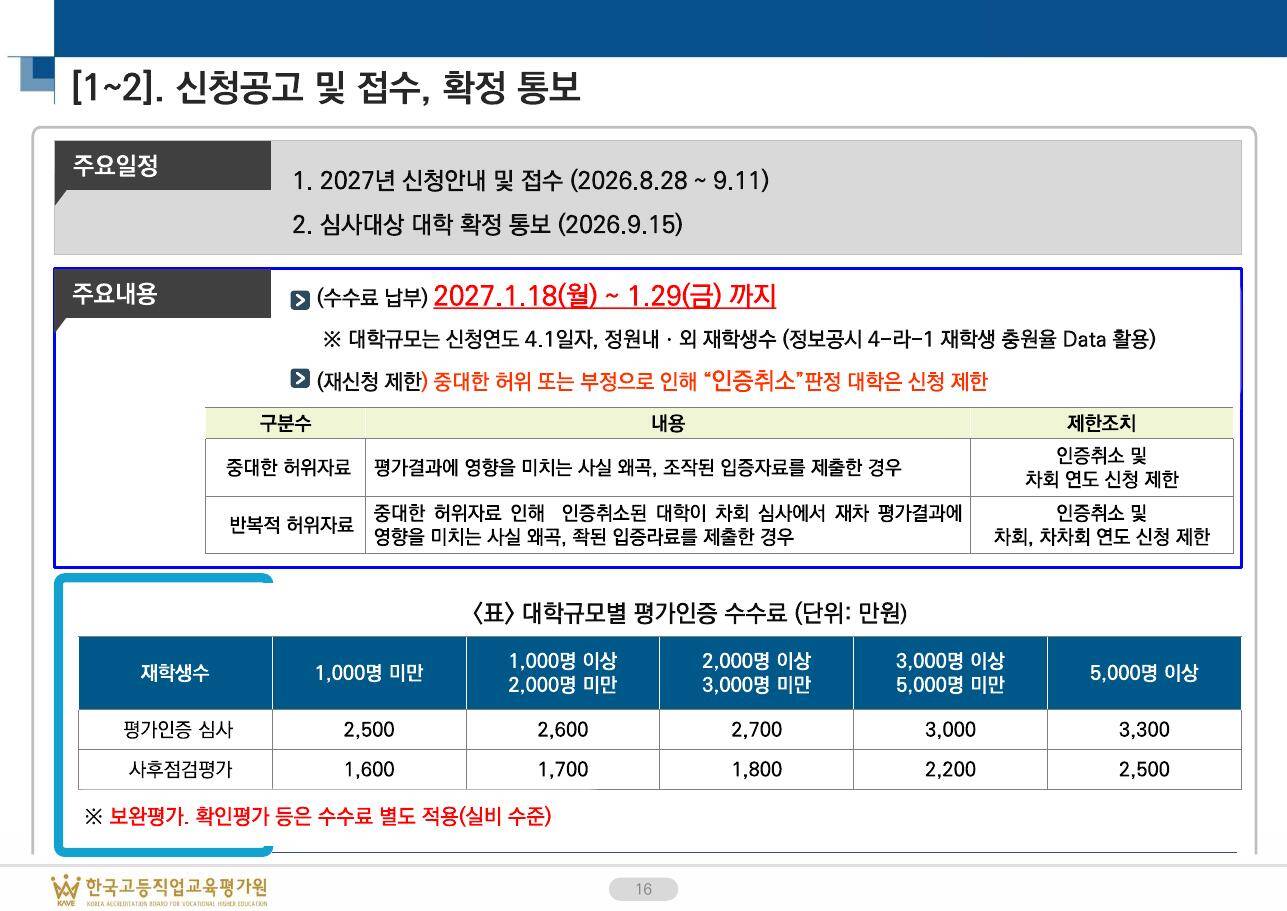 [1~2]. 신청공고 및 접수, 확정 통보
주요일정
1. 2027년 신청안내 및 접수 (2026.8.28 ~ 9.11)
2. 심사대상 대학 확정 통보 (2026.9.15)
주요내용
(수수료 납부) 2027.1.18(월) ~ 1.29(금) 까지
※ 대학규모는 신청연도 4.1일자, 정원내 · 외 재학생수 (정보공시 4-라-1 재학생 충원율 Data 활용)
(재신청 제한) 중대한 허위 또는 부정으로 인해 “인증취소”판정 대학은 신청 제한
구분수 내용 제한조치
중대한 허위자료 평가결과에 영향을 미치는 사실 왜곡, 조작된 입증자료를 제출한 경우 인증취소 및
차회 연도 신청 제한
반복적 허위자료 중대한 허위자료 인해 인증취소된 대학이 차회 심사에서 재차 평가결과에
영향을 미치는 사실 왜곡, 좍된 입증라료를 제출한 경우
인증취소 및
차회, 차차회 연도 신청 제한
<표> 대학규모별 평가인증 수수료 (단위: 만원)
재학생수 1,000명 미만 1,000명 이상 2,000명 미만 2,000명 이상 3,000명 미만 3,000명 이상 5,000명 미만 5,000명 이상
평가인증 심사 2,500 2,600 2,700 3,000 3,300
사후점검평가 1,600 1,700 1,800 2,200 2,500
※ 보완평가. 확인평가 등은 수수료 별도 적용(실비 수준)
KAVE 한국고등직업교육평가원
KOREA ACCREDITATION BOARD FOR VOCATIONAL HIGHER EDUCATION
16